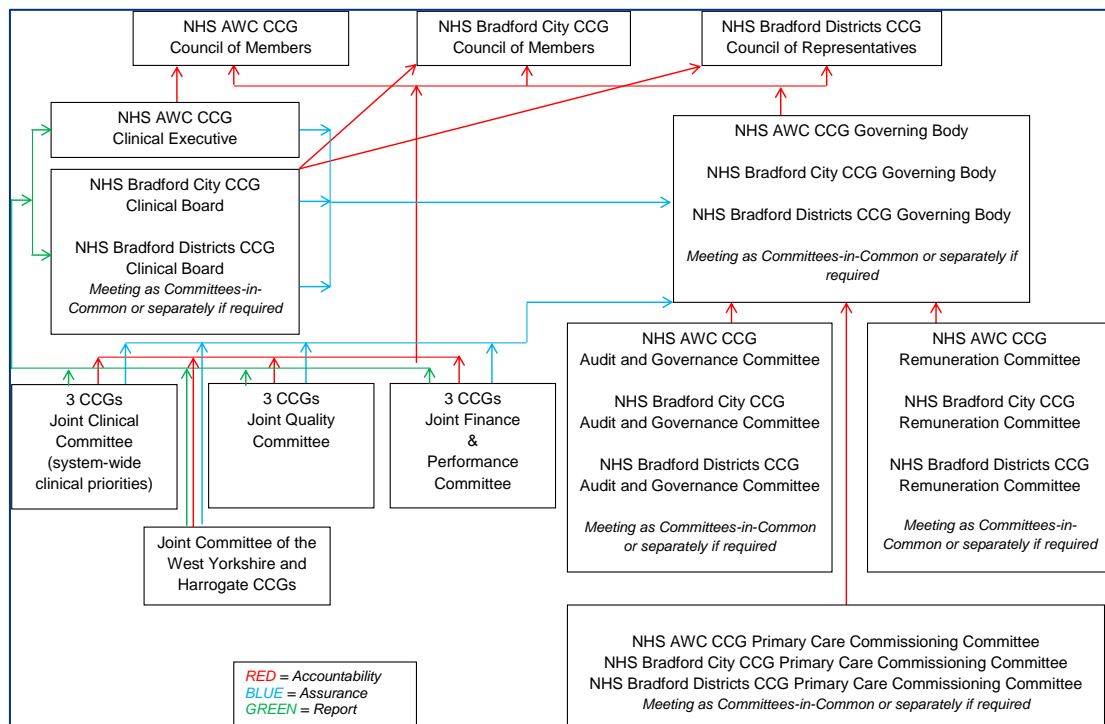 NHS AWC CCG
Council of Members
NHS Bradford City CCG
Council of Members
NHS Bradford Districts CCG
Council of Representatives
NHS AWC CCG
Clinical Executive
NHS Bradford City CCG
Clinical Board
NHS Bradford Districts CCG
Clinical Board
Meeting as Committees-in-
Common or separately if required
NHS AWC CCG Governing Body
NHS Bradford City CCG Governing Body
NHS Bradford Districts CCG Governing Body
Meeting as Committees-in-Common or separately if
required
3 CCGs
Joint Clinical
Committee
(system-wide
clinical priorities)
3 CCGs
Joint Quality
Committee
3 CCGs
Joint Finance
&
Performance
Committee
NHS AWC CCG
Audit and Governance Committee
NHS Bradford City CCG
Audit and Governance Committee
NHS Bradford Districts CCG
Audit and Governance Committee
Meeting as Committees-in-Common
or separately if required
NHS AWC CCG
Remuneration Committee
NHS Bradford City CCG
Remuneration Committee
NHS Bradford Districts CCG
Remuneration Committee
Meeting as Committees-in-
Common or separately if required
Joint Committee of the
West Yorkshire and
Harrogate CCGs
NHS AWC CCG Primary Care Commissioning Committee
NHS Bradford City CCG Primary Care Commissioning Committee
NHS Bradford Districts CCG Primary Care Commissioning Committee
Meeting as Committees-in-Common or separately if required
RED = Accountability
BLUE = Assurance
GREEN = Report